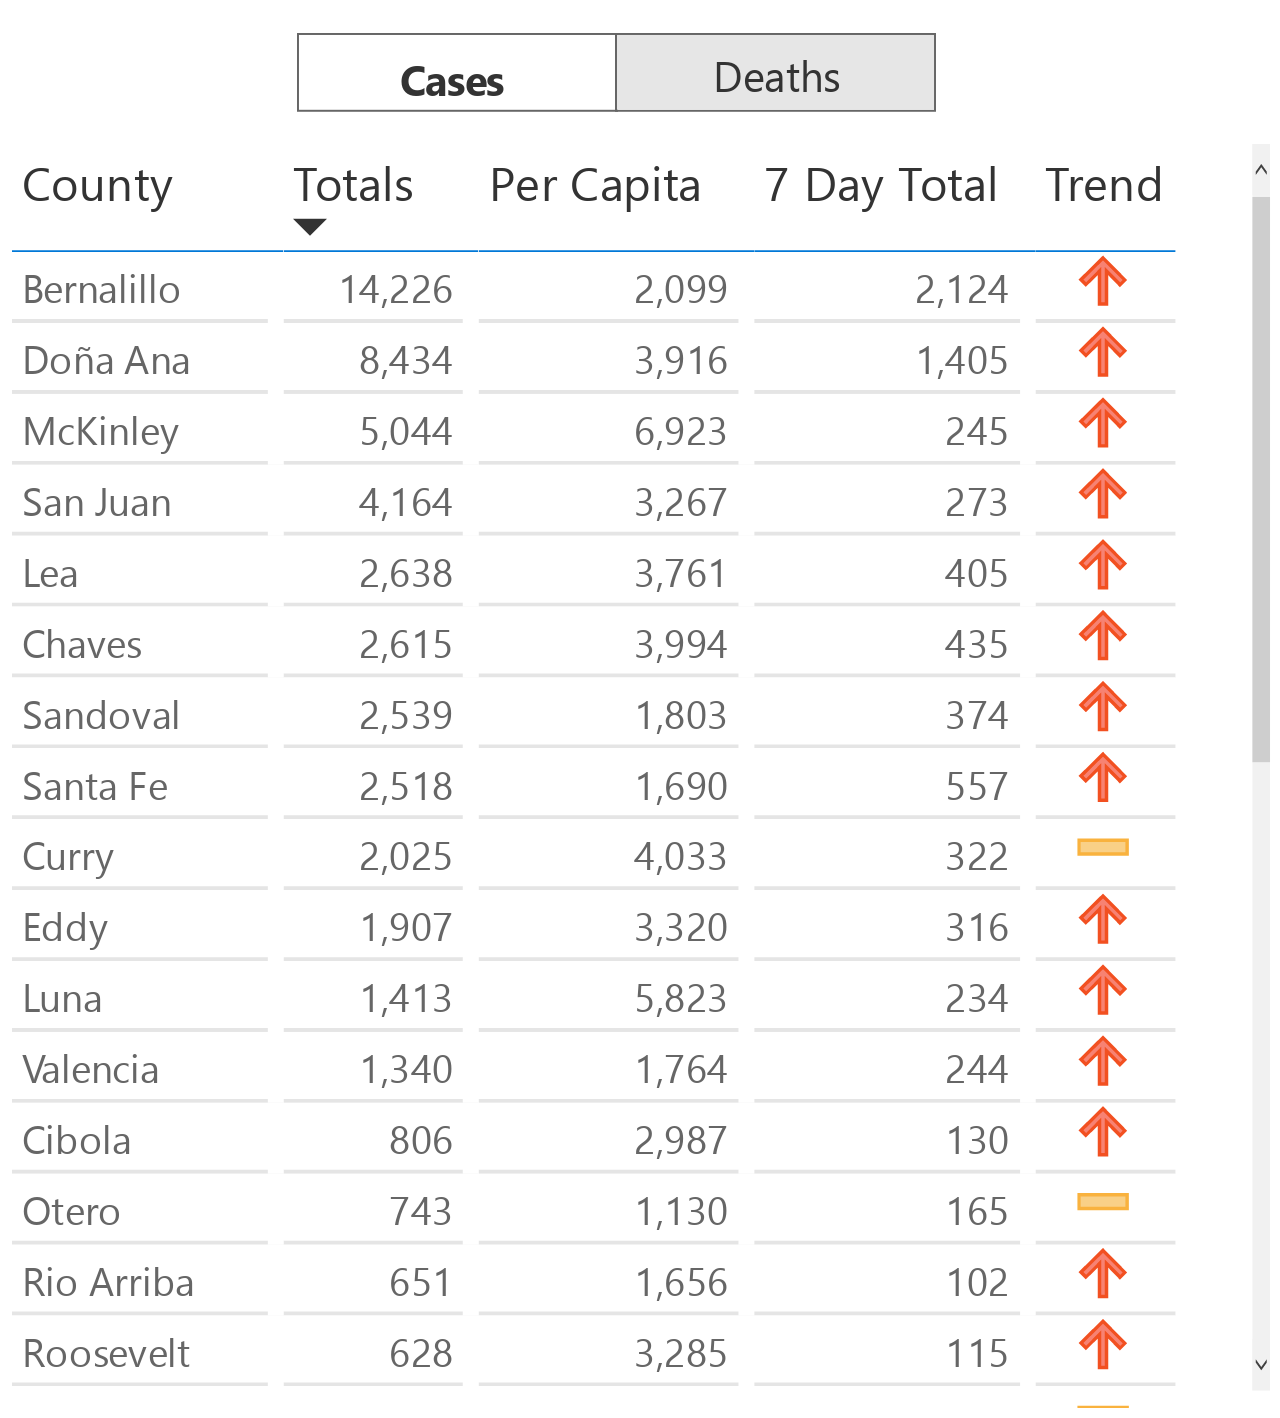 Cases Deaths
County Totals Per Capita 7 Day Total Trend
Bernalillo 14,226 2,099 2,124
Doña Ana 8,434 3,916 1,405
McKinley 5,044 6,923 245
San Juan 4,164 3,267 273
Lea 2,638 3,761 405
Chaves 2,615 3,994 435
Sandoval 2,539 1,803 374
Santa Fe 2,518 1,690 557
Curry 2,025 4,033 322
Eddy 1,907 3,320 316
Luna 1,413 5,823 234
Valencia 1,340 1,764 244
Cibola 806 2,987 130
Otero 743 1,130 165
Rio Arriba 651 1,656 102
Roosevelt 628 3,285 115